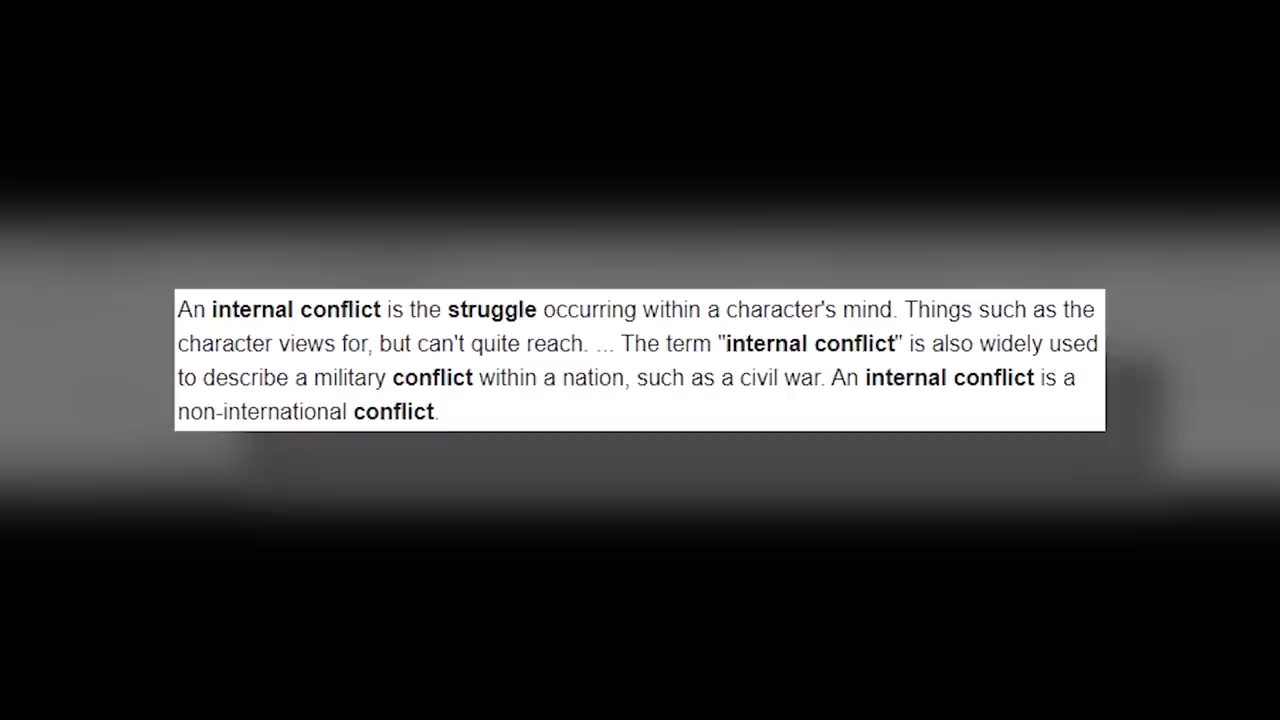 An internal conflict is the struggle occurring within a character's mind. Things such as the
character views for, but can't quite reach. ... The term "internal conflict" is also widely used
to describe a military conflict within a nation, such as a civil war. An internal conflict is a
non-international conflict.